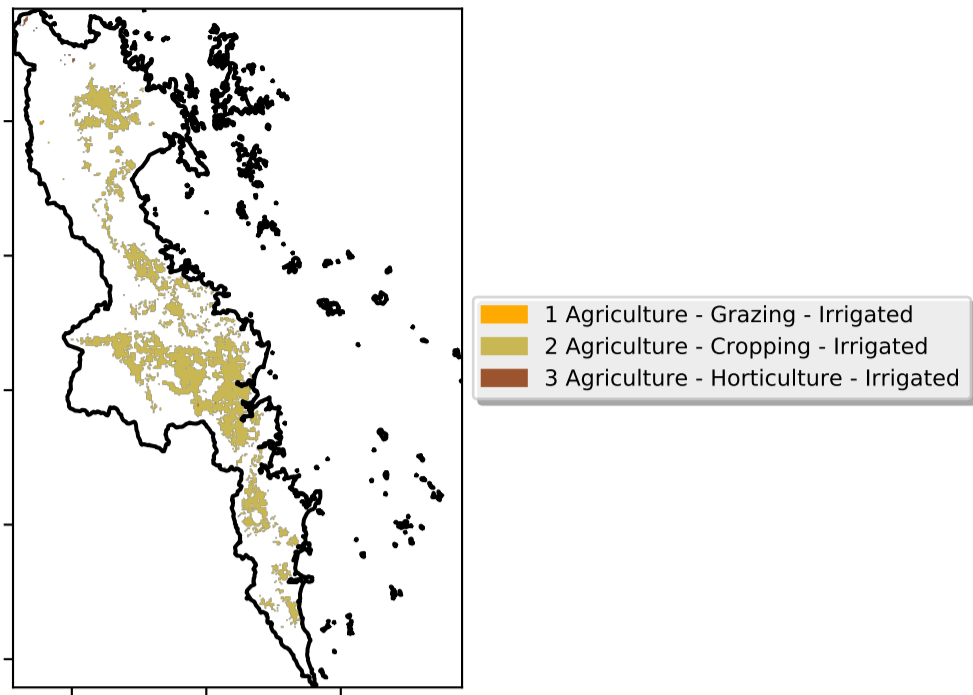 1 Agriculture - Grazing - Irrigated
2 Agriculture - Cropping - Irrigated
3 Agriculture - Horticulture - Irrigated